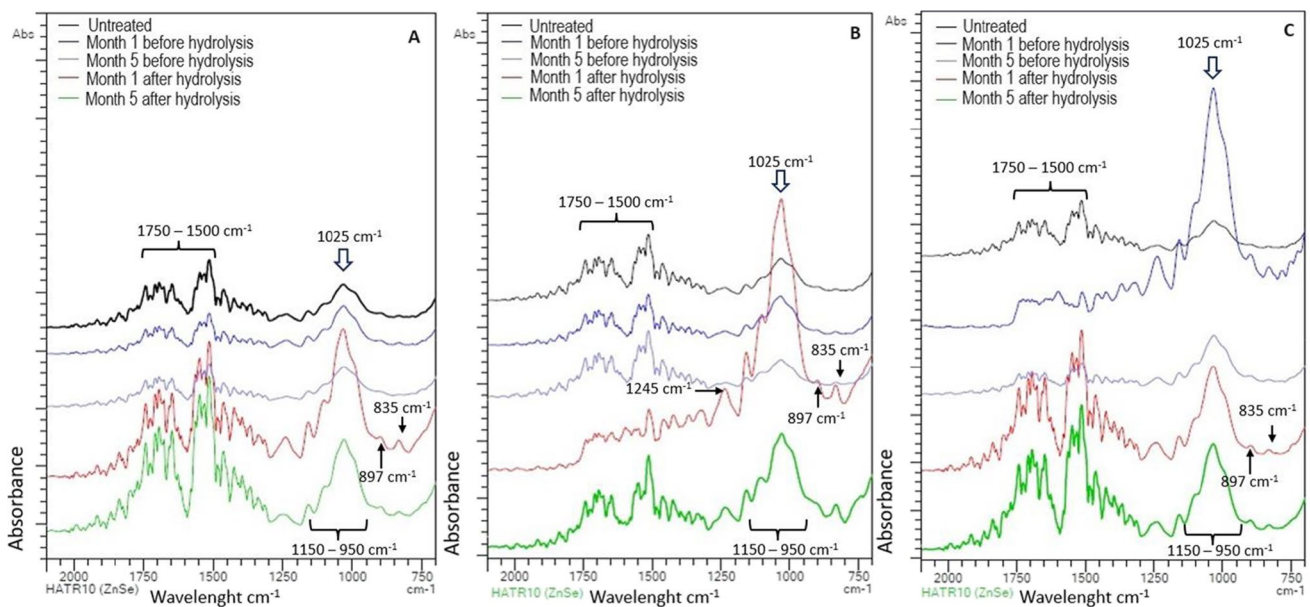 Abs
Untreated
Month 1 before hydrolysis
Month 5 before hydrolysis
Month 1 after hydrolysis
Month 5 after hydrolysis
A
1750 – 1500 cm⁻¹
1025 cm⁻¹
835 cm⁻¹
897 cm⁻¹
1150 – 950 cm⁻¹
Absorbance
2000 1750 1500 1250 1000 750
HATR10 (ZnSe) Wavelenght cm⁻¹ cm-1
Abs
Untreated
Month 1 before hydrolysis
Month 5 before hydrolysis
Month 1 after hydrolysis
Month 5 after hydrolysis
B
1025 cm⁻¹
1750 – 1500 cm⁻¹
835 cm⁻¹
1245 cm⁻¹
897 cm⁻¹
1150 – 950 cm⁻¹
Absorbance
2000 1750 1500 1250 1000 750
HATR10 (ZnSe) Wavelenght cm⁻¹ cm-1
Abs
Untreated
Month 1 before hydrolysis
Month 5 before hydrolysis
Month 1 after hydrolysis
Month 5 after hydrolysis
C
1025 cm⁻¹
1750 – 1500 cm⁻¹
835 cm⁻¹
897 cm⁻¹
1150 – 950 cm⁻¹
Absorbance
2000 1750 1500 1250 1000 750
HATR10 (ZnSe) Wavelenght cm⁻¹ cm-1